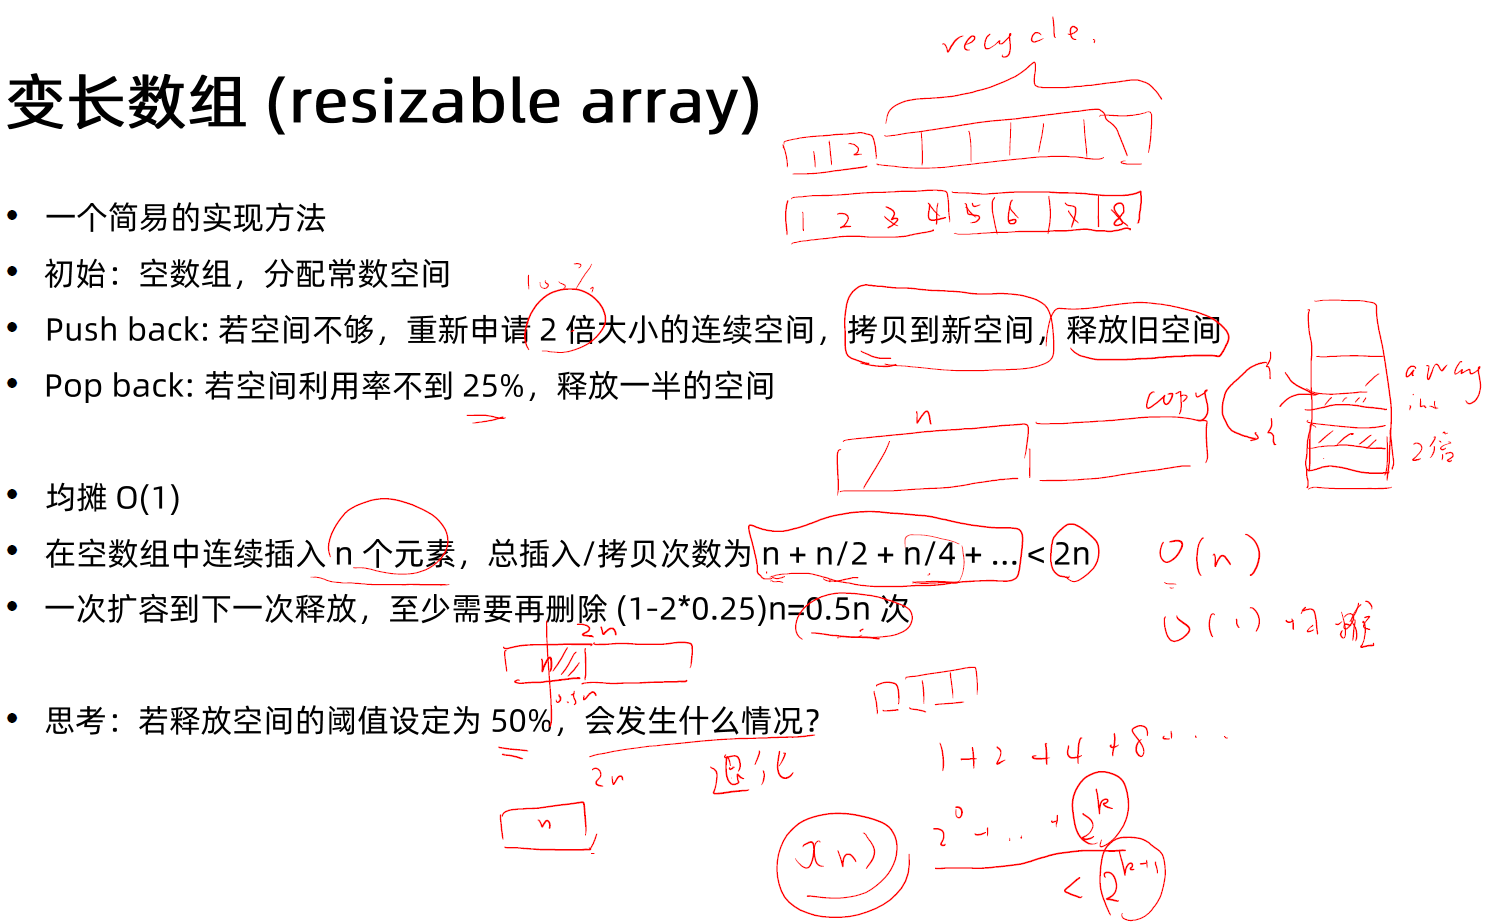 recycle.
变长数组 (resizable array)
1 2
1 2 3 4 5 6 7 8
• 一个简易的实现方法
• 初始：空数组，分配常数空间
100%
• Push back: 若空间不够，重新申请 2 倍大小的连续空间，拷贝到新空间，释放旧空间
• Pop back: 若空间利用率不到 25%，释放一半的空间
array
int
copy
n
2倍
• 均摊 O(1)
• 在空数组中连续插入 n 个元素，总插入/拷贝次数为 n + n/2 + n/4 + … < 2n
O(n)
• 一次扩容到下一次释放，至少需要再删除 (1-2*0.25)n=0.5n 次
O(1) 均摊
2n
n
0.5n
• 思考：若释放空间的阈值设定为 50%，会发生什么情况？
1+2+4+8+...
2n
退化
n
2^0+...+2^k
<2^{k+1}